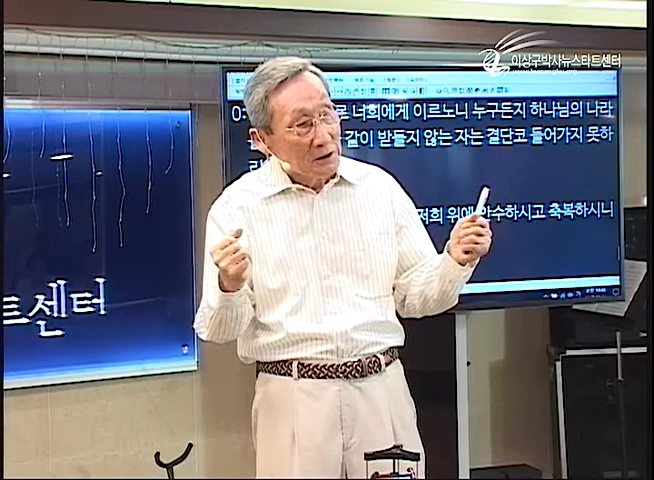 이상구박사뉴스타트센터
로 너희에게 이르노니 누구든지 하나님의 나라
같이 받들지 않는 자는 결단코 들어가지 못하
저희 위에 안수하시고 축복하시니
트센터